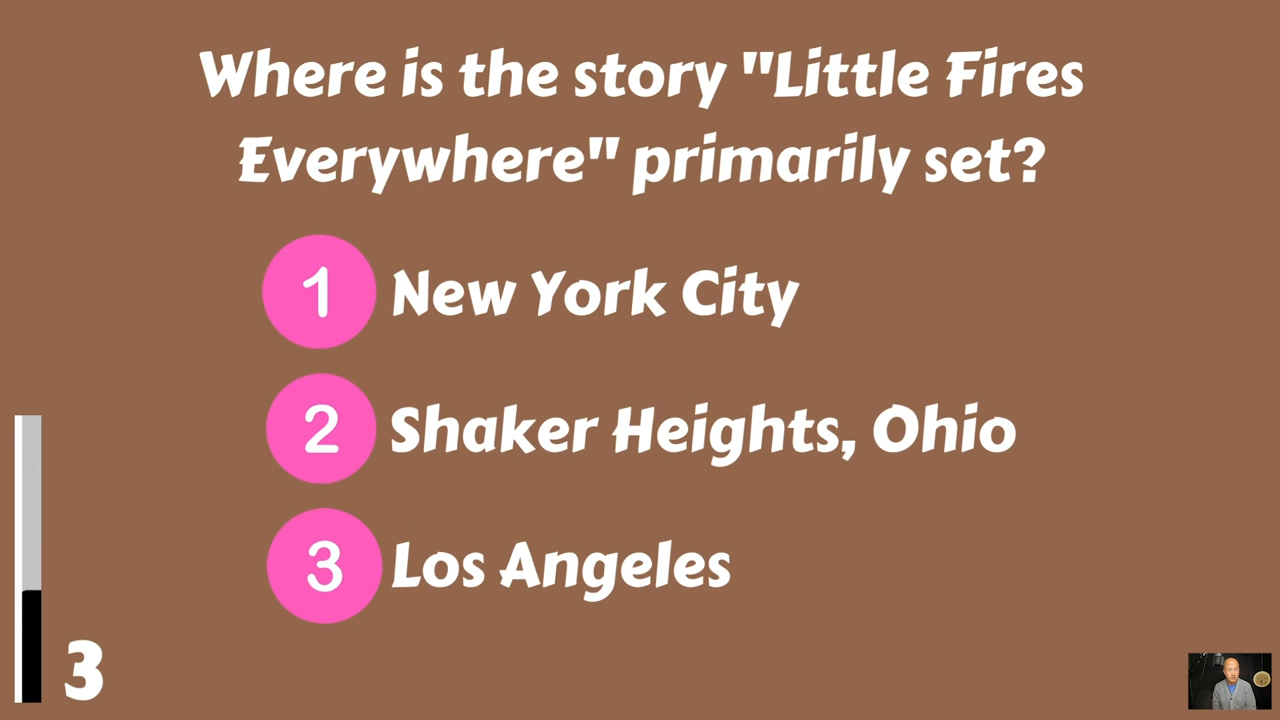 Where is the story "Little Fires
Everywhere" primarily set?
1 New York City
2 Shaker Heights, Ohio
3 Los Angeles
3